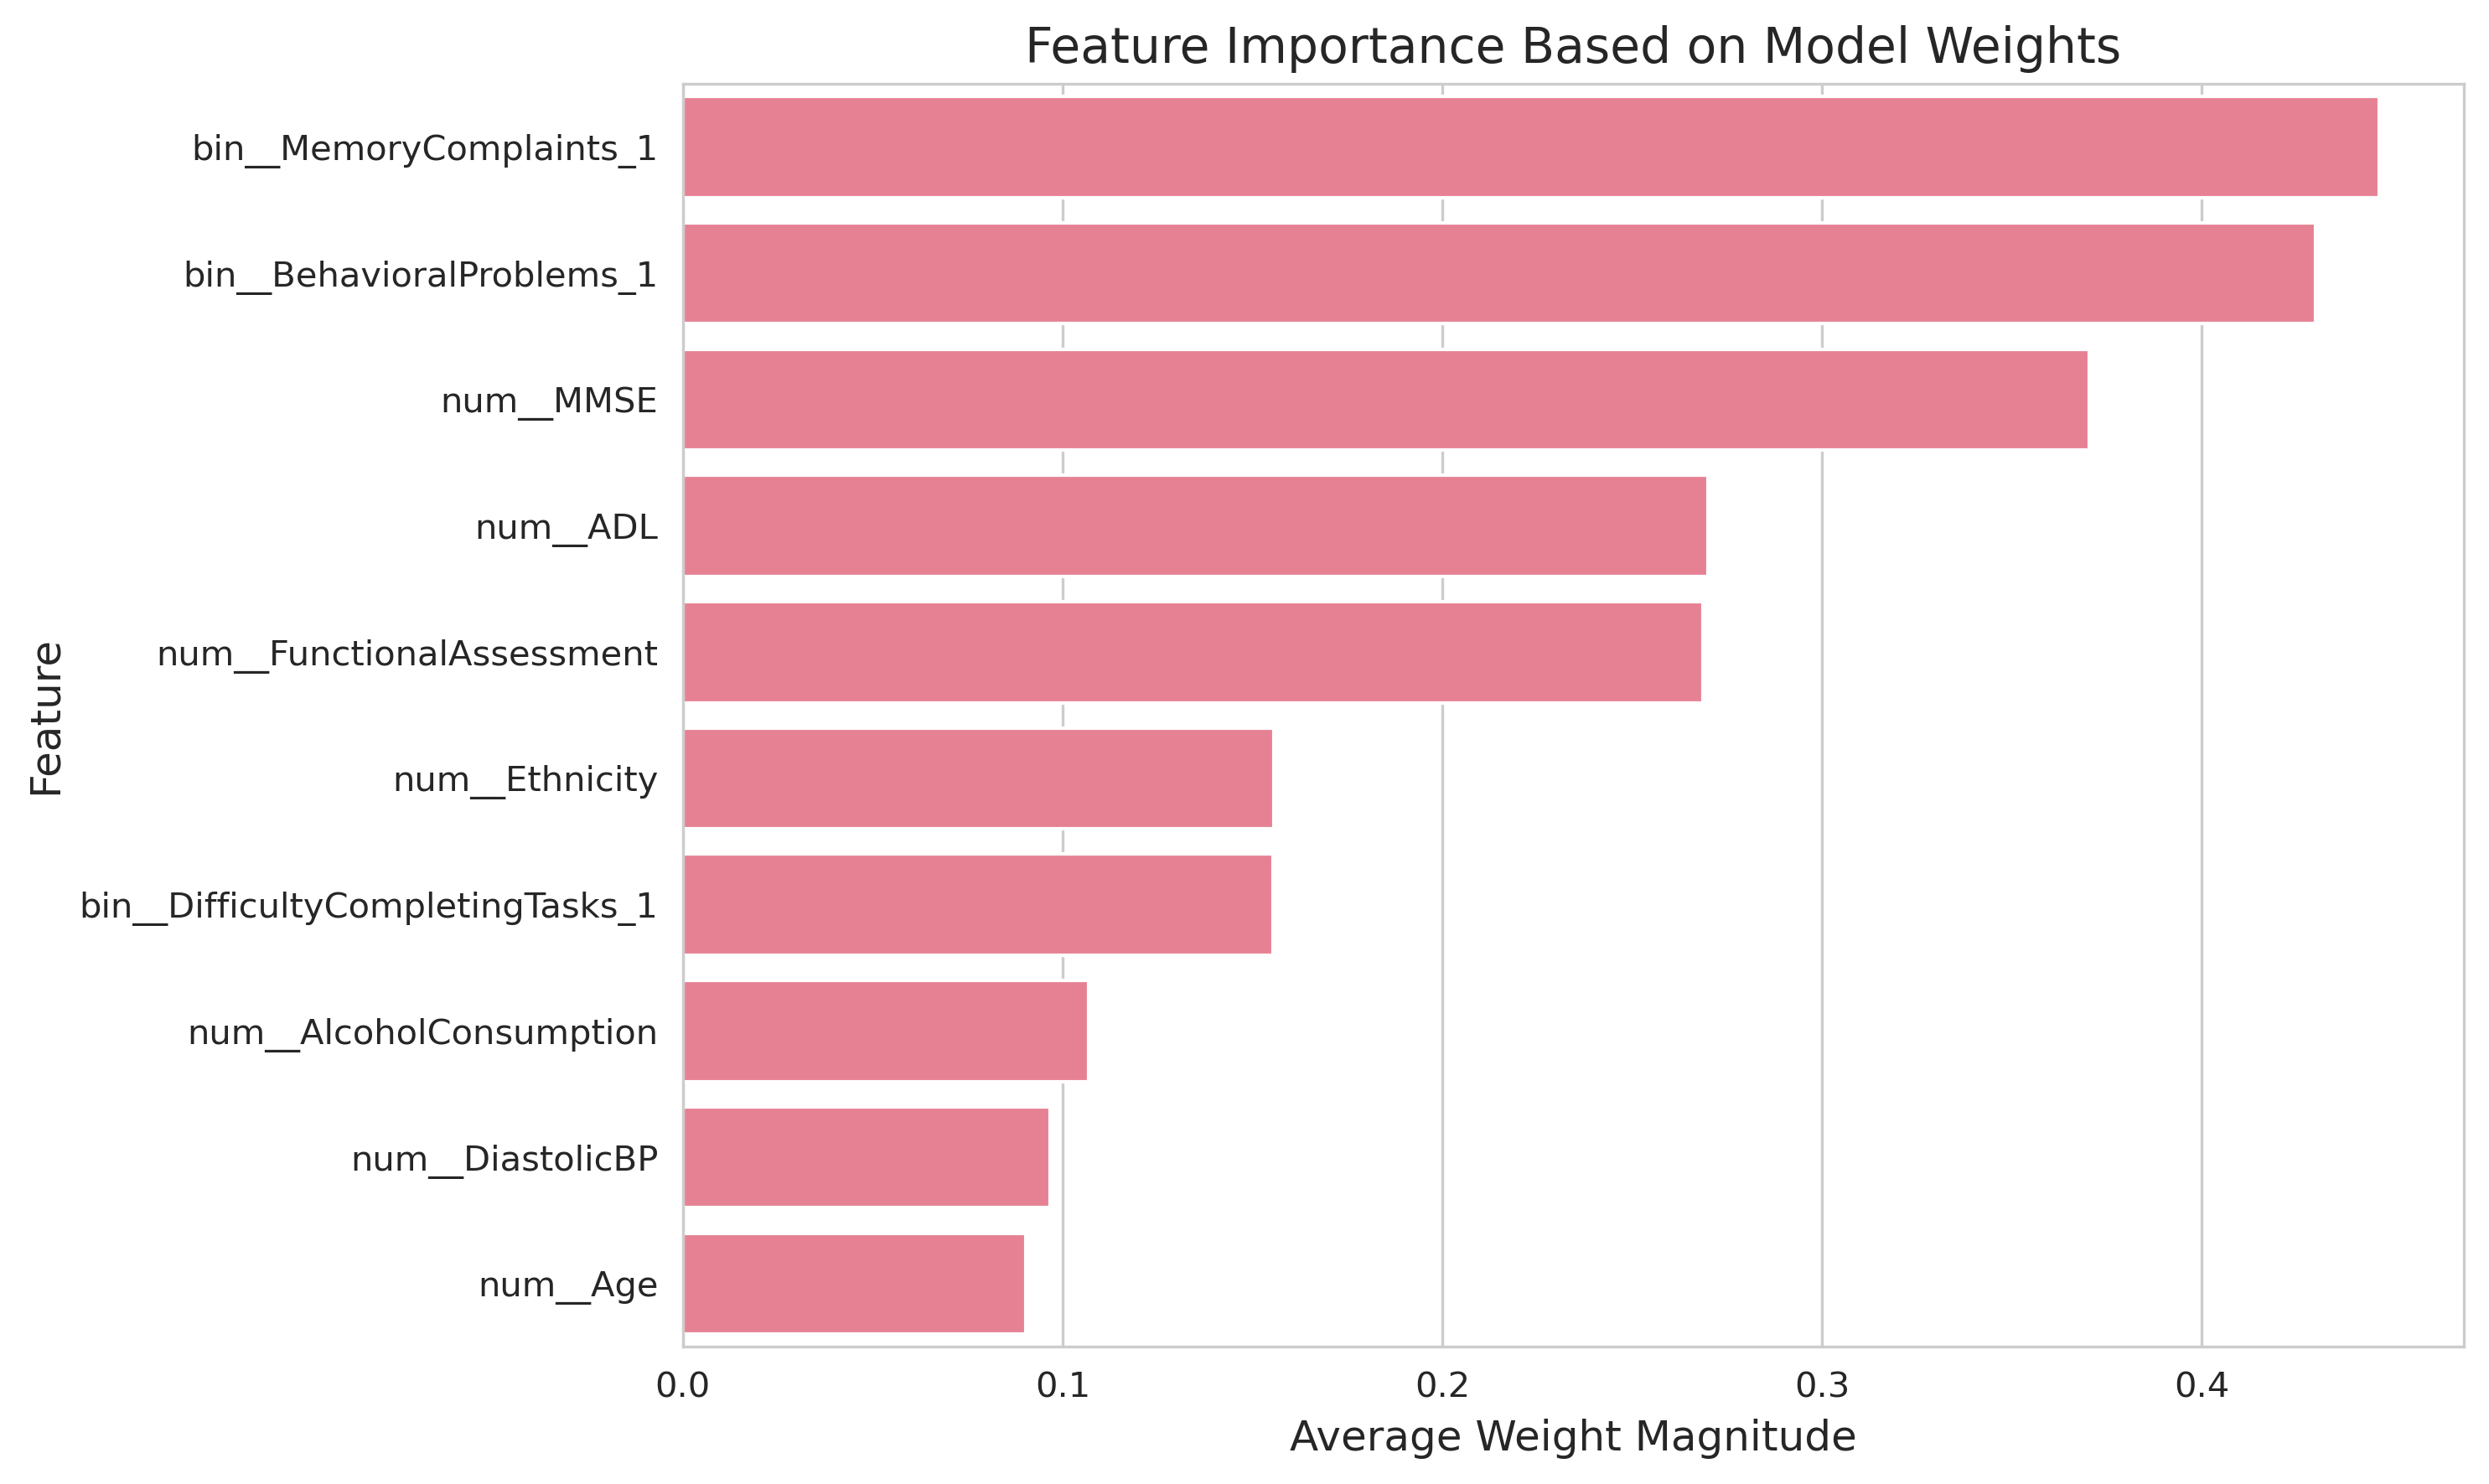 Feature Importance Based on Model Weights
Feature
bin__MemoryComplaints_1
bin__BehavioralProblems_1
num__MMSE
num__ADL
num__FunctionalAssessment
num__Ethnicity
bin__DifficultyCompletingTasks_1
num__AlcoholConsumption
num__DiastolicBP
num__Age
0.0 0.1 0.2 0.3 0.4
Average Weight Magnitude